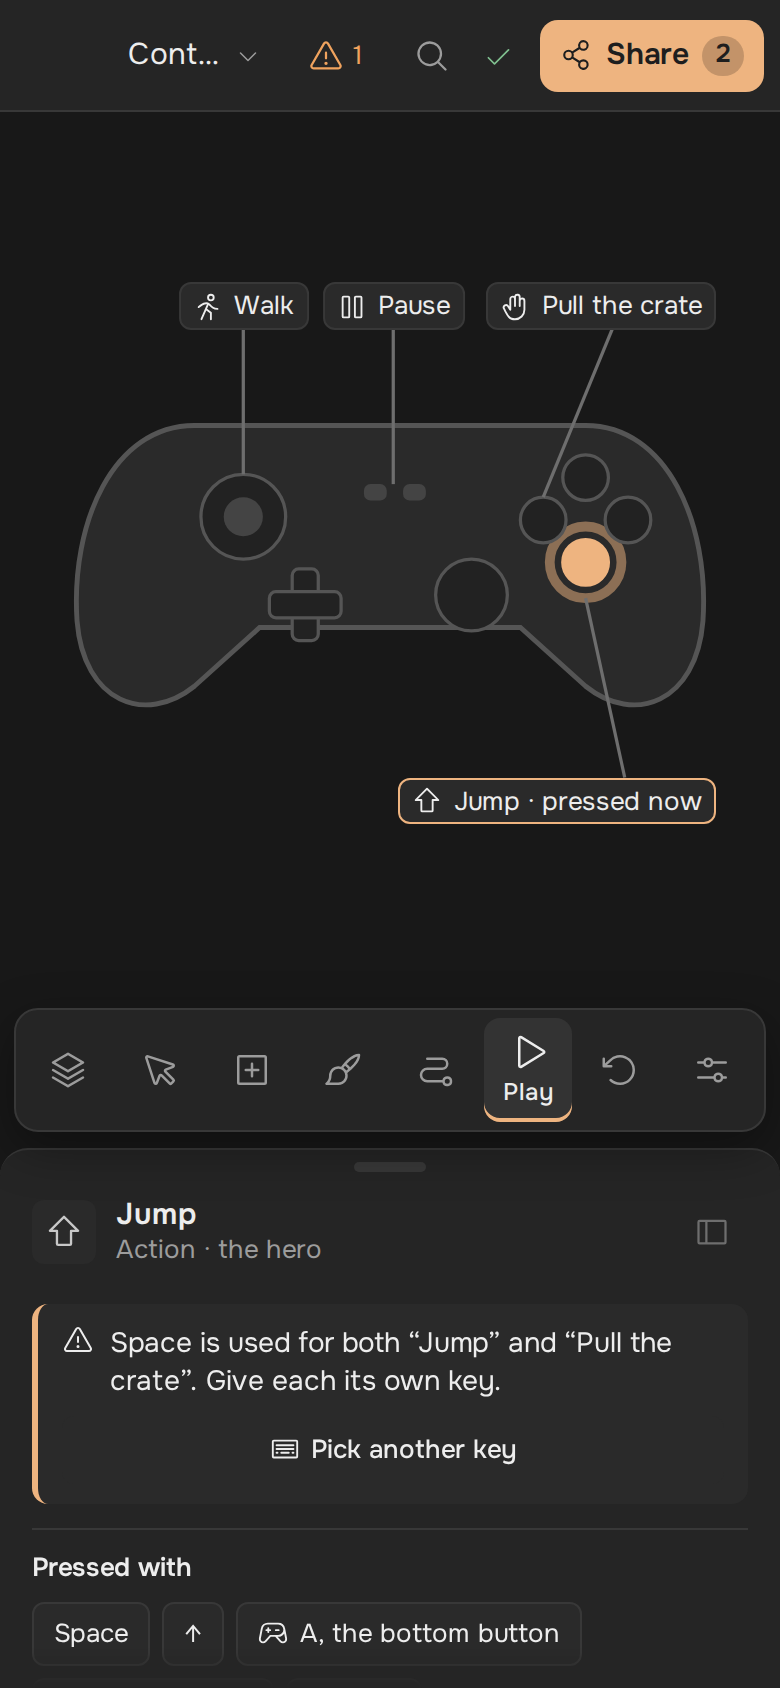 Cont...
1
Share 2
Walk
Pause
Pull the crate
Jump · pressed now
Play
Jump
Action · the hero
Space is used for both “Jump” and “Pull the
crate”. Give each its own key.
Pick another key
Pressed with
Space
A, the bottom button